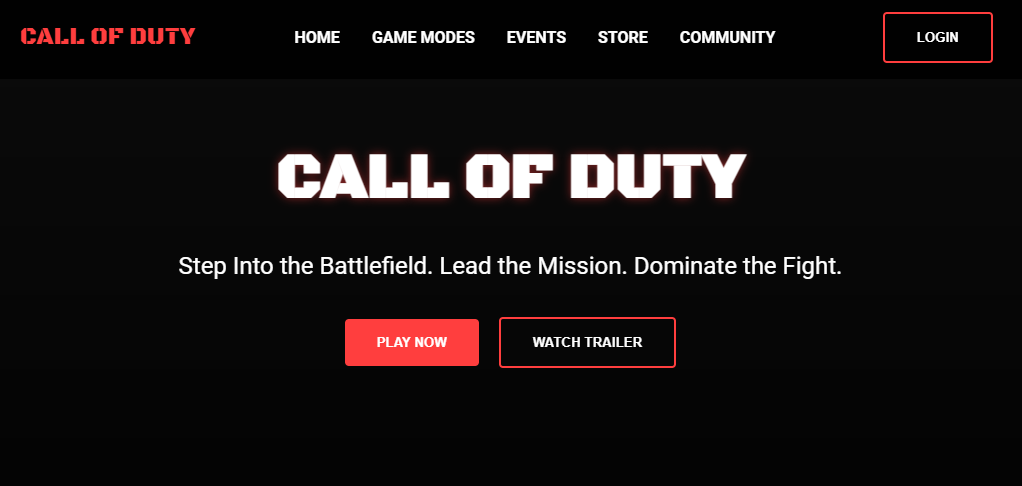 CALL OF DUTY
HOME
GAME MODES
EVENTS
STORE
COMMUNITY
LOGIN
CALL OF DUTY
Step Into the Battlefield. Lead the Mission. Dominate the Fight.
PLAY NOW
WATCH TRAILER